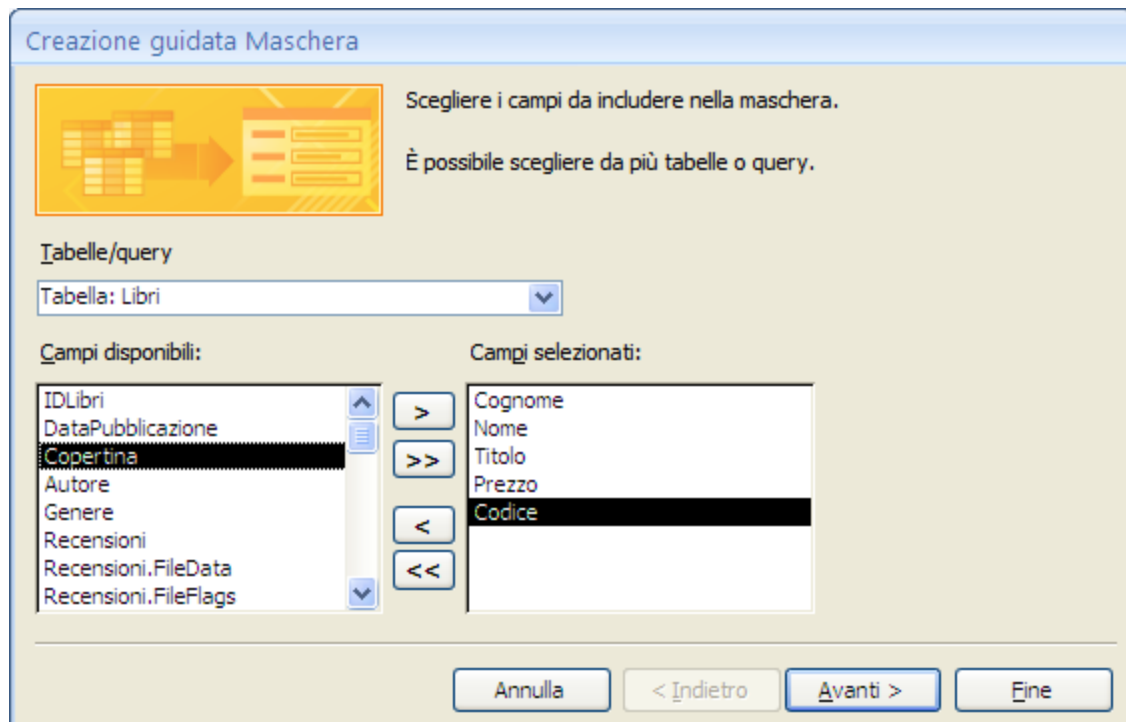 Creazione guidata Maschera
Scegliere i campi da includere nella maschera.
È possibile scegliere da più tabelle o query.
Tabelle/query
Tabella: Libri
Campi disponibili:
IDLibri
DataPubblicazione
Copertina
Autore
Genere
Recensioni
Recensioni.FileData
Recensioni.FileFlags
>
>>
<
<<
Campi selezionati:
Cognome
Nome
Titolo
Prezzo
Codice
Annulla
< Indietro
Avanti >
Fine